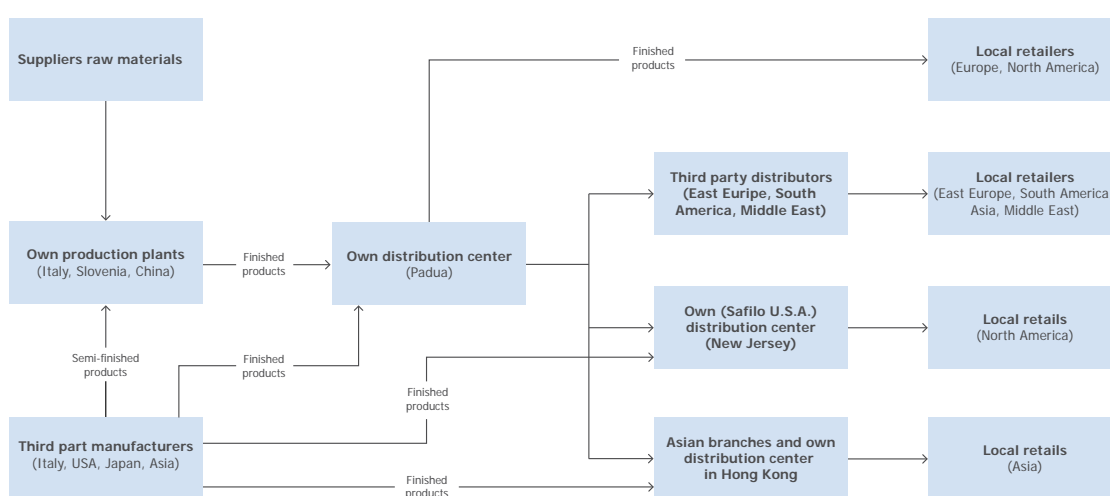 Suppliers raw materials
Finished
products
Local retailers
(Europe, North America)
Third party distributors
(East Euripe, South
America, Middle East)
Local retailers
(East Europe, South America
Asia, Middle East)
Own production plants
(Italy, Slovenia, China)
Finished
products
Own distribution center
(Padua)
Own (Safilo U.S.A.)
distribution center
(New Jersey)
Local retails
(North America)
Semi-finished
products
Finished
products
Finished
products
Third part manufacturers
(Italy, USA, Japan, Asia)
Asian branches and own
distribution center
in Hong Kong
Local retails
(Asia)
Finished
products